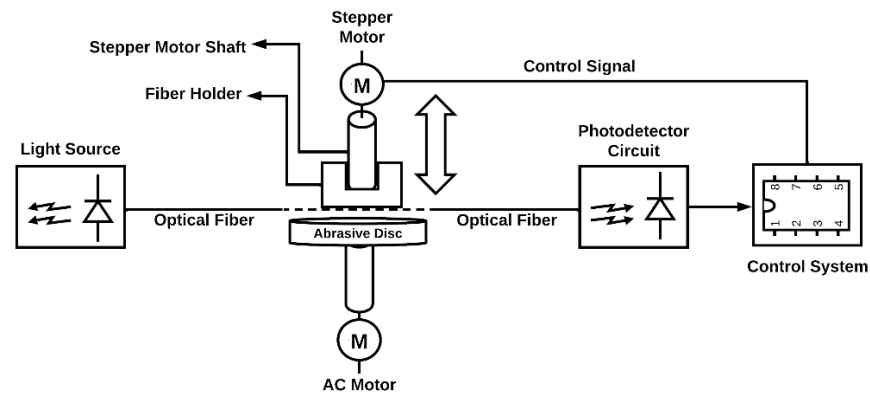 Stepper
Motor
Stepper Motor Shaft
M
Control Signal
Fiber Holder
Photodetector
Circuit
Light Source
8 7 6 5
Optical Fiber
Optical Fiber
1 2 3 4
Abrasive Disc
Control System
M
AC Motor